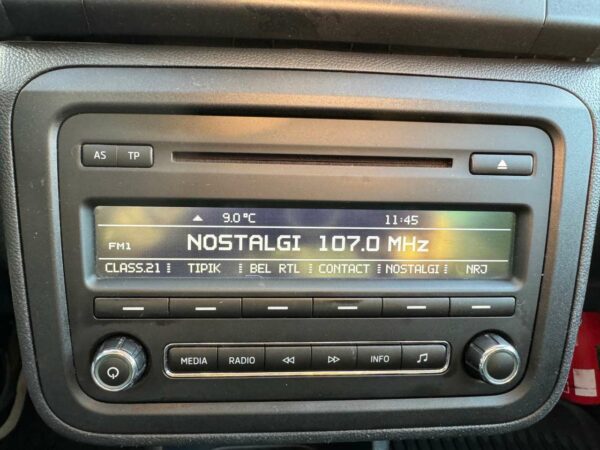 AS TP
9.0 °C 11:45
FM1 NOSTALGI 107.0 MHz
CLASS.21 TIPIK BEL RTL CONTACT NOSTALGI NRJ
MEDIA RADIO INFO